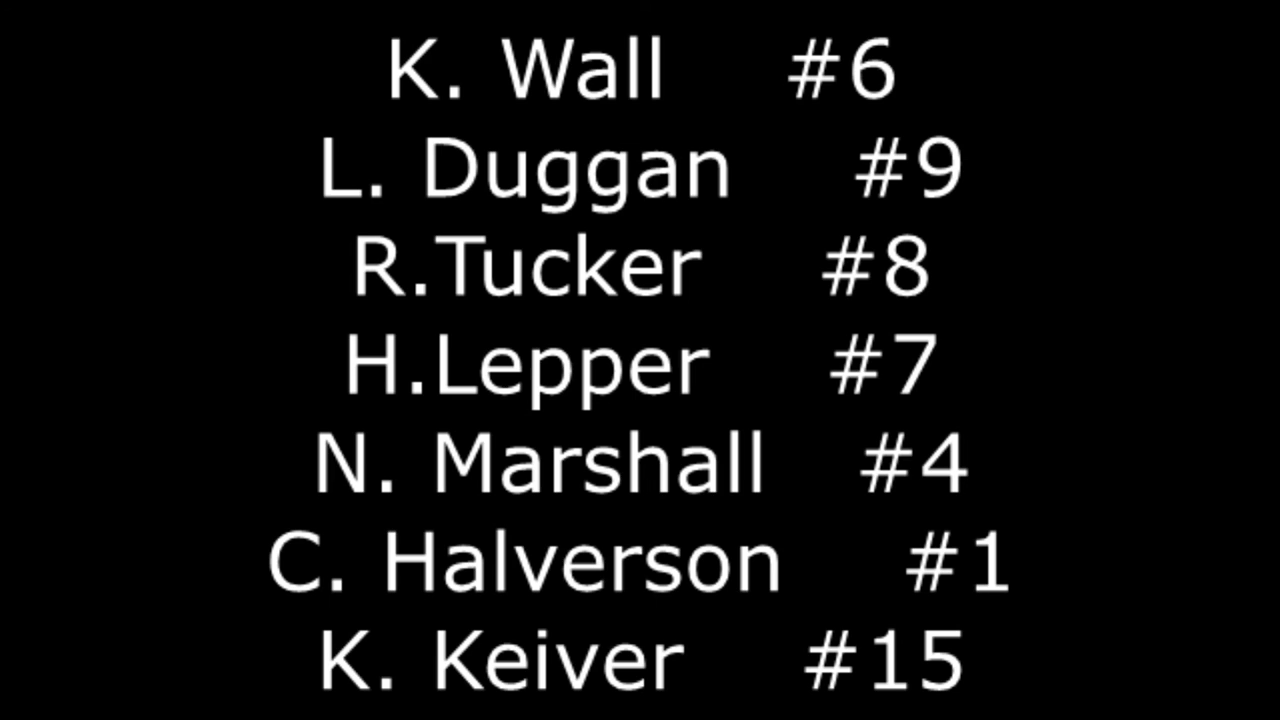 K. Wall #6
L. Duggan #9
R.Tucker #8
H.Lepper #7
N. Marshall #4
C. Halverson #1
K. Keiver #15